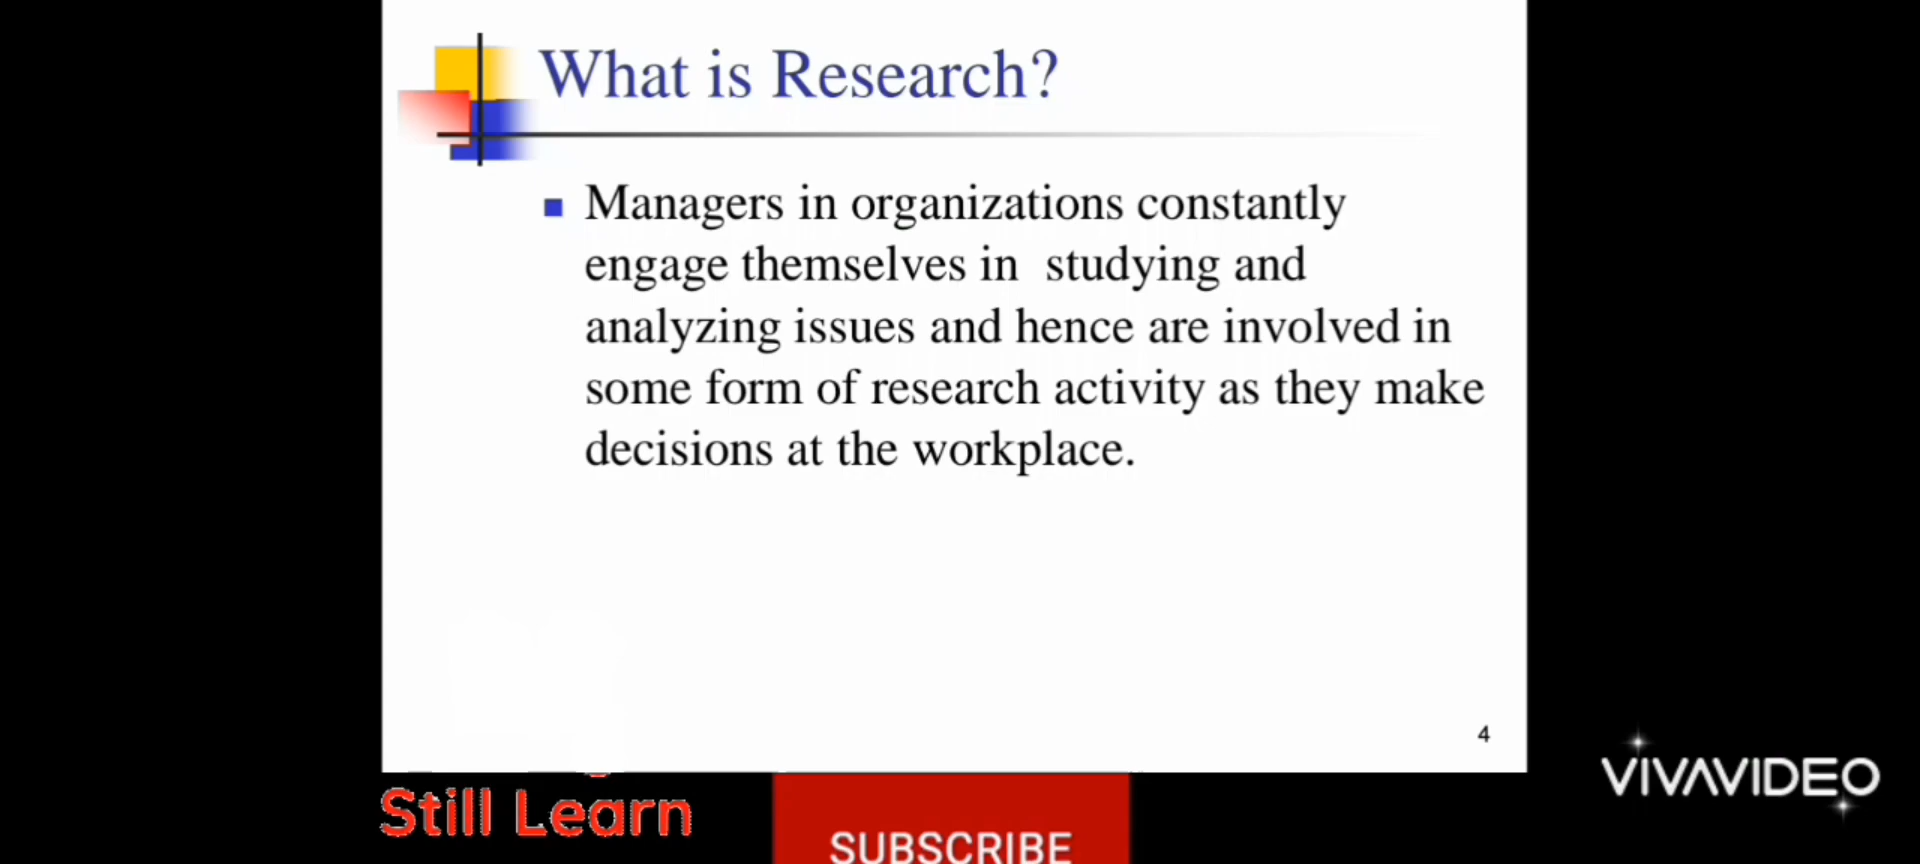 What is Research?
Managers in organizations constantly
engage themselves in studying and
analyzing issues and hence are involved in
some form of research activity as they make
decisions at the workplace.
4
Still Learn
SUBSCRIBE
VIVAVIDEO